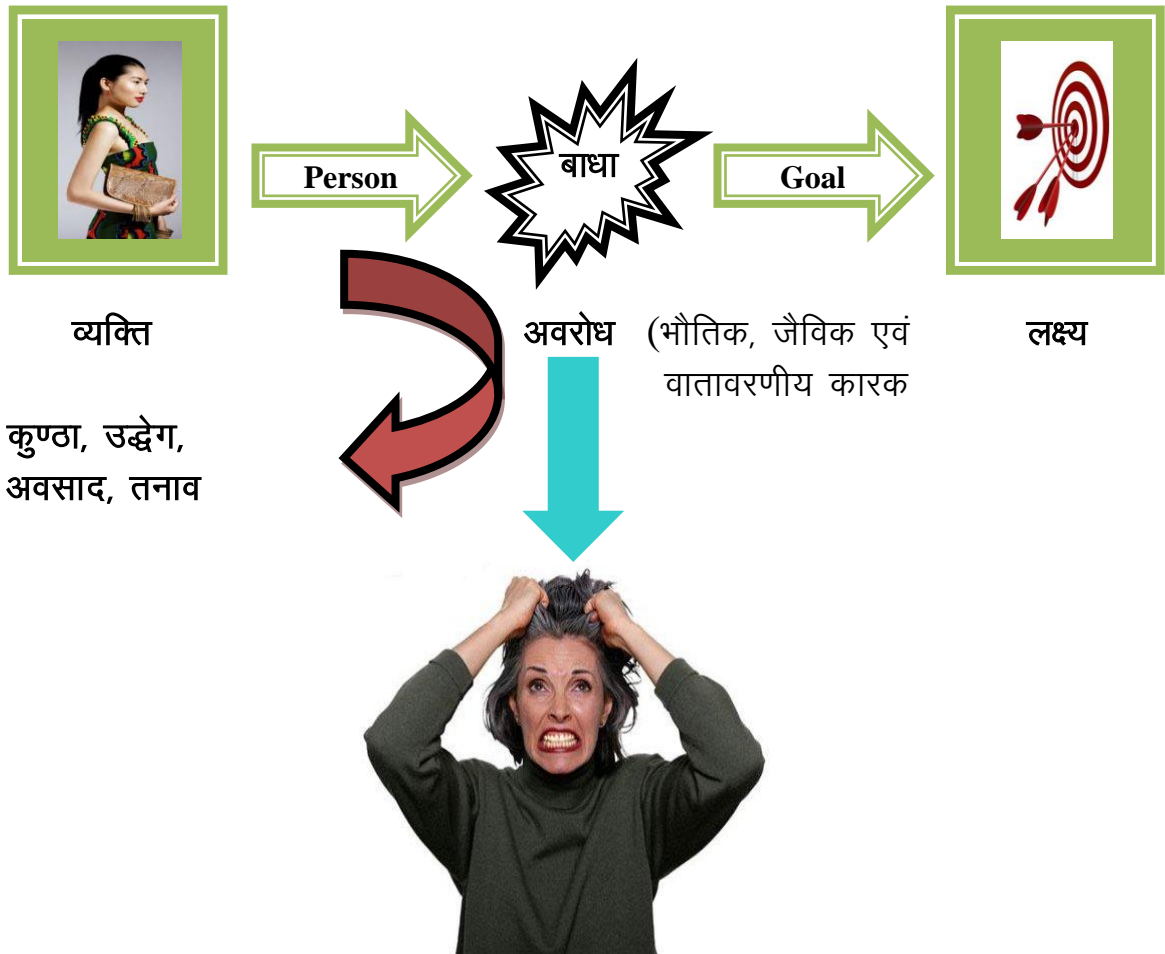 बाधा
Person
Goal
व्यक्ति
अवरोध (भौतिक, जैविक एवं
वातावरणीय कारक
लक्ष्य
कुण्ठा, उद्धेग,
अवसाद, तनाव